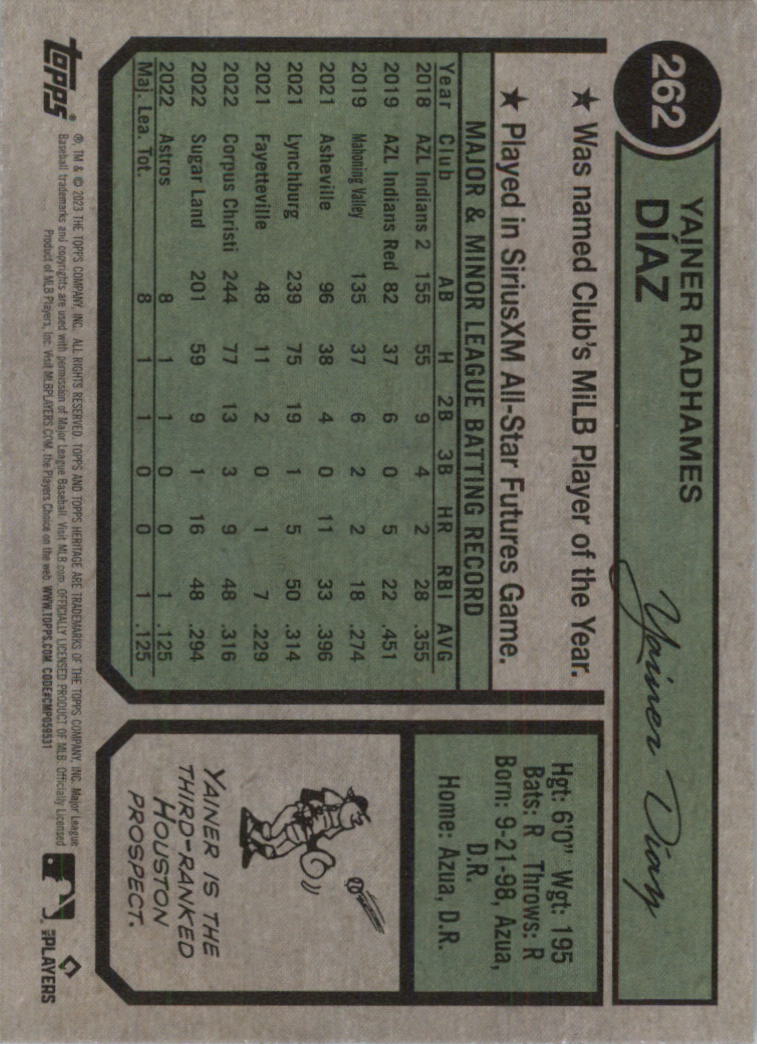 262
YAINER RADHAMES
DÍAZ
Yainer Díaz
★ Was named Club's MiLB Player of the Year.
★ Played in SiriusXM All-Star Futures Game.
MAJOR & MINOR LEAGUE BATTING RECORD
Year Club AB H 2B 3B HR RBI AVG
2018 AZL Indians 2 155 55 9 4 2 28 .355
2019 AZL Indians Red 82 37 6 0 5 22 .451
2019 Mahoning Valley 135 37 6 2 2 18 .274
2021 Asheville 96 38 4 0 11 33 .396
2021 Lynchburg 239 75 19 1 5 50 .314
2021 Fayetteville 48 11 2 0 1 7 .229
2022 Corpus Christi 244 77 13 3 9 48 .316
2022 Sugar Land 201 59 9 1 16 48 .294
2022 Astros 8 1 1 0 0 1 .125
Maj. Lea. Tot. 8 1 1 0 0 1 .125
Hgt: 6'0" Wgt: 195
Bats: R Throws: R
Born: 9-21-98, Azua,
D.R.
Home: Azua, D.R.
YAINER IS THE
THIRD-RANKED
HOUSTON
PROSPECT.
topps®
®, TM & © 2023 THE TOPPS COMPANY, INC. ALL RIGHTS RESERVED. TOPPS AND TOPPS HERITAGE ARE TRADEMARKS OF THE TOPPS COMPANY, INC. Major League
Baseball trademarks and copyrights are used with permission of Major League Baseball. Visit MLB.com. OFFICIALLY LICENSED PRODUCT OF MLB. Officially Licensed
Product of MLB Players, Inc. Visit MLBPLAYERS.COM, the Players Choice on the web. WWW.TOPPS.COM CODE#CMP059531
MLB PLAYERS